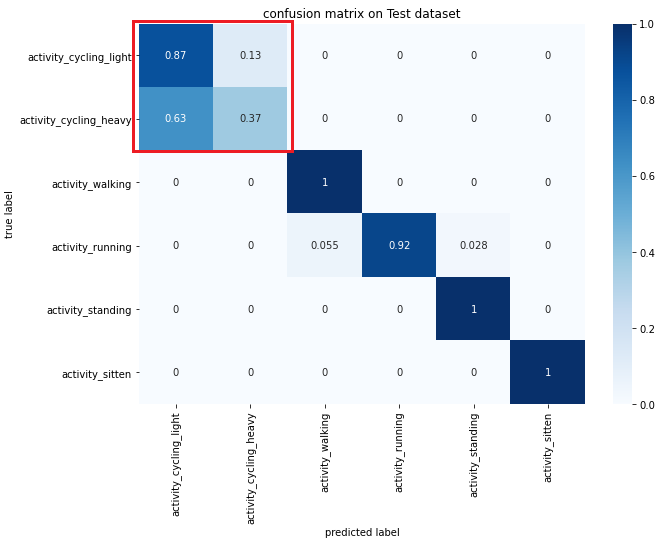 confusion matrix on Test dataset
true label
activity_cycling_light 0.87 0.13 0 0 0 0
activity_cycling_heavy 0.63 0.37 0 0 0 0
activity_walking 0 0 1 0 0 0
activity_running 0 0 0.055 0.92 0.028 0
activity_standing 0 0 0 0 1 0
activity_sitten 0 0 0 0 0 1
activity_cycling_light
activity_cycling_heavy
activity_walking
activity_running
activity_standing
activity_sitten
predicted label
1.0
0.8
0.6
0.4
0.2
0.0